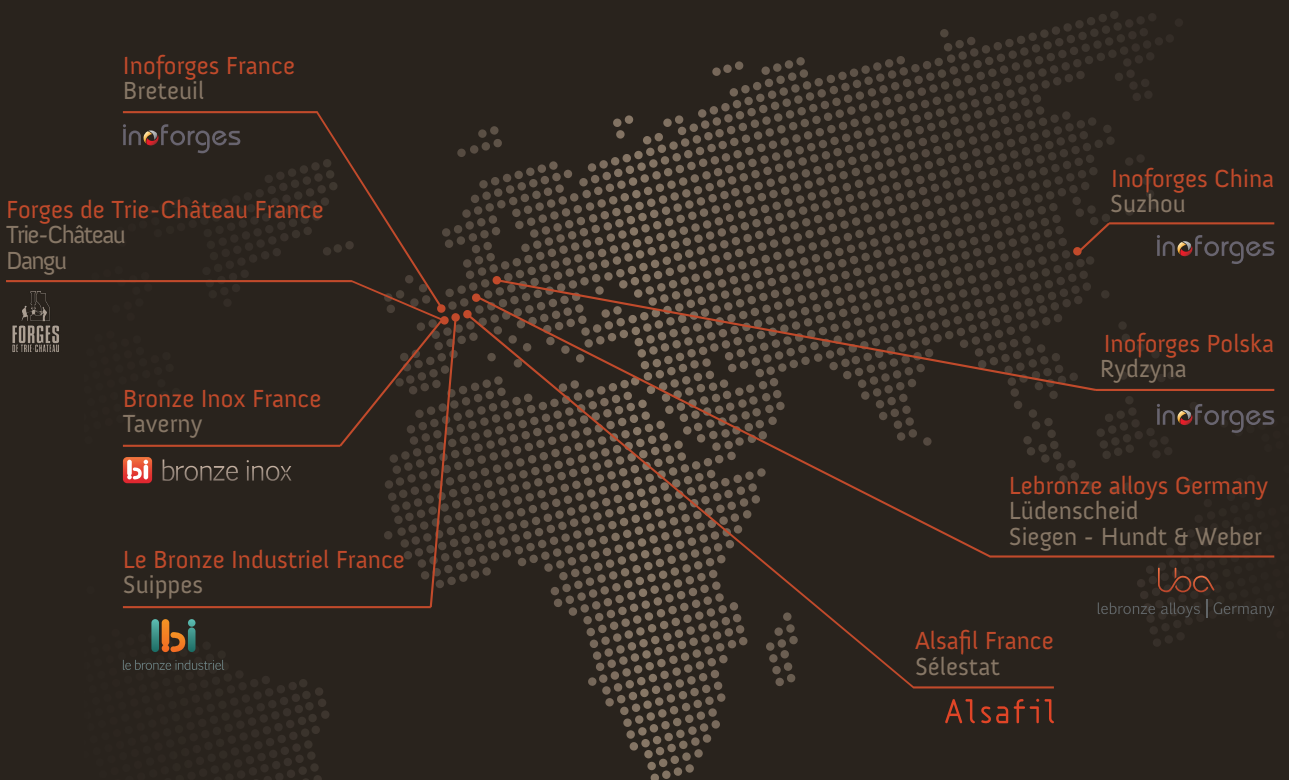 Inoforges France
Breteuil
inoforges
Forges de Trie-Château France
Trie-Château
Dangu
FORGES
DE TRIE-CHATEAU
Bronze Inox France
Taverny
bi bronze inox
Le Bronze Industriel France
Suippes
lbi
le bronze industriel
Inoforges China
Suzhou
inoforges
Inoforges Polska
Rydzyna
inoforges
Lebronze alloys Germany
Lüdenscheid
Siegen - Hundt & Weber
lba
lebronze alloys | Germany
Alsafil France
Sélestat
Alsafil